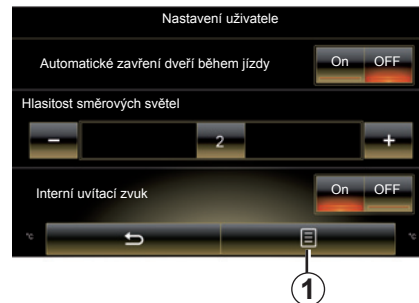 Nastavení uživatele
Automatické zavření dveří během jízdy On OFF
Hlasitost směrových světel
− 2 +
Interní uvítací zvuk On OFF
°C °C
1